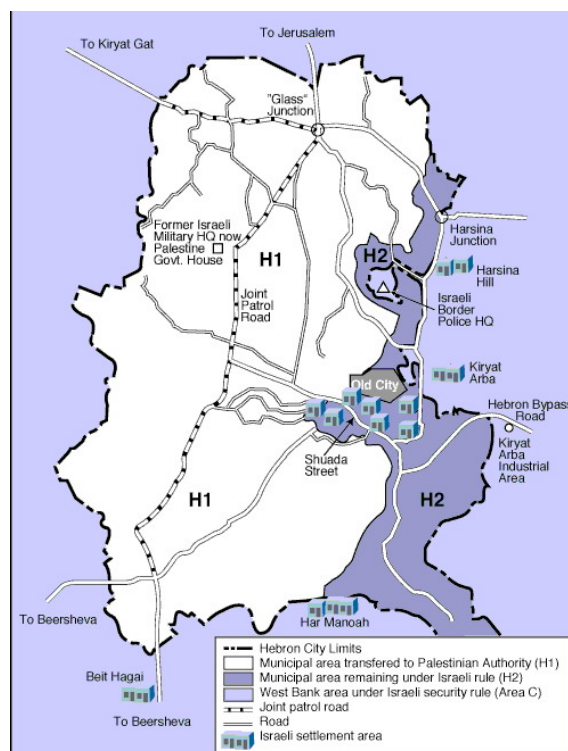 To Kiryat Gat
To Jerusalem
"Glass"
Junction
Former Israeli
Military HQ now
Palestine
Govt. House
H1
Joint
Patrol
Road
H2
Harsina
Junction
Harsina
Hill
Israeli
Border
Police HQ
Kiryat
Arba
Old City
Hebron Bypass
Road
Kiryat
Arba
Industrial
Area
Shuada
Street
H1
H2
To Beersheva
Har Manoah
Beit Hagai
To Beersheva
Hebron City Limits
Municipal area transfered to Palestinian Authority (H1)
Municipal area remaining under Israeli rule (H2)
West Bank area under Israeli security rule (Area C)
Joint patrol road
Road
Israeli settlement area